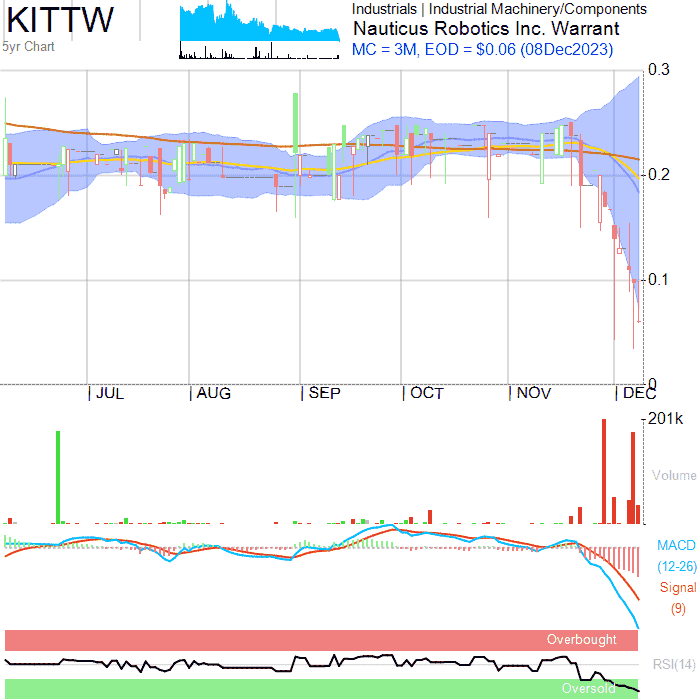 KITTW
5yr Chart
Industrials | Industrial Machinery/Components
Nauticus Robotics Inc. Warrant
MC = 3M, EOD = $0.06 (08Dec2023)
0.3
0.2
0.1
0
JUL AUG SEP OCT NOV DEC
201k
Volume
MACD
(12-26)
Signal
(9)
Overbought
RSI(14)
Oversold